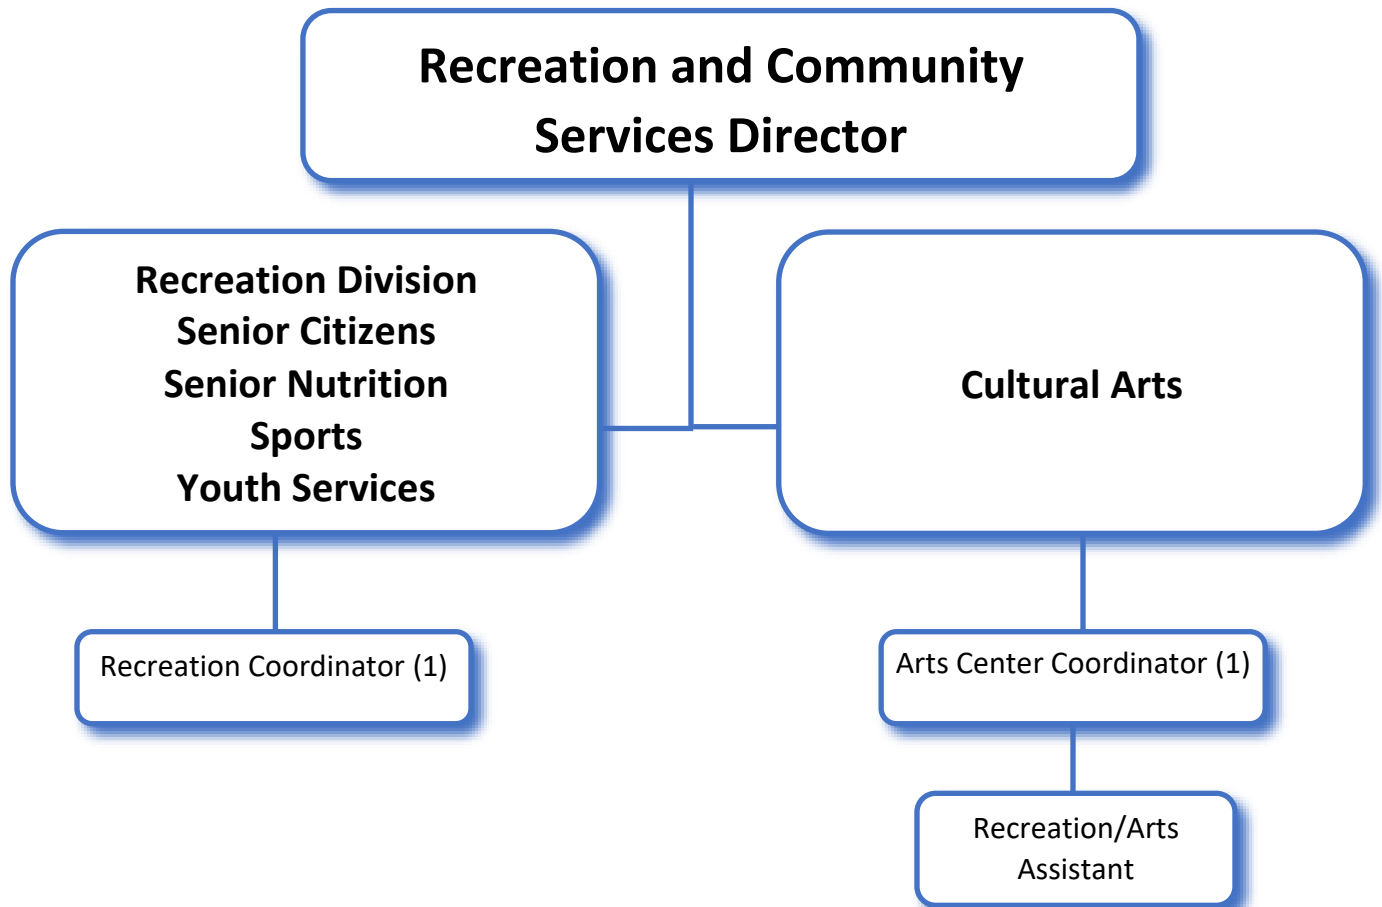 Recreation and Community
Services Director
Recreation Division
Senior Citizens
Senior Nutrition
Sports
Youth Services
Cultural Arts
Recreation Coordinator (1)
Arts Center Coordinator (1)
Recreation/Arts
Assistant